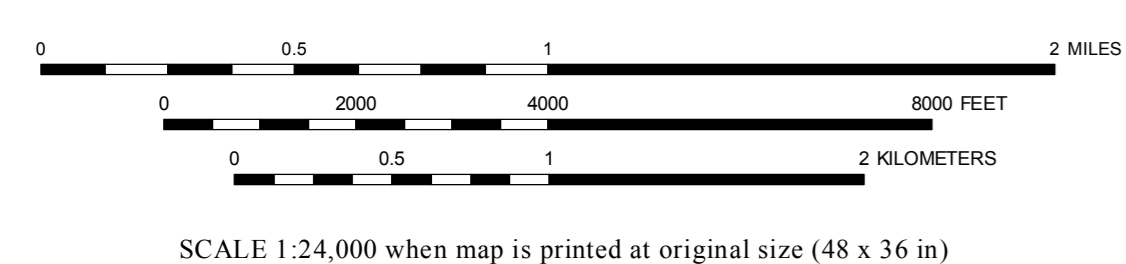 0 0.5 1 2 MILES
0 2000 4000 8000 FEET
0 0.5 1 2 KILOMETERS
SCALE 1:24,000 when map is printed at original size (48 x 36 in)